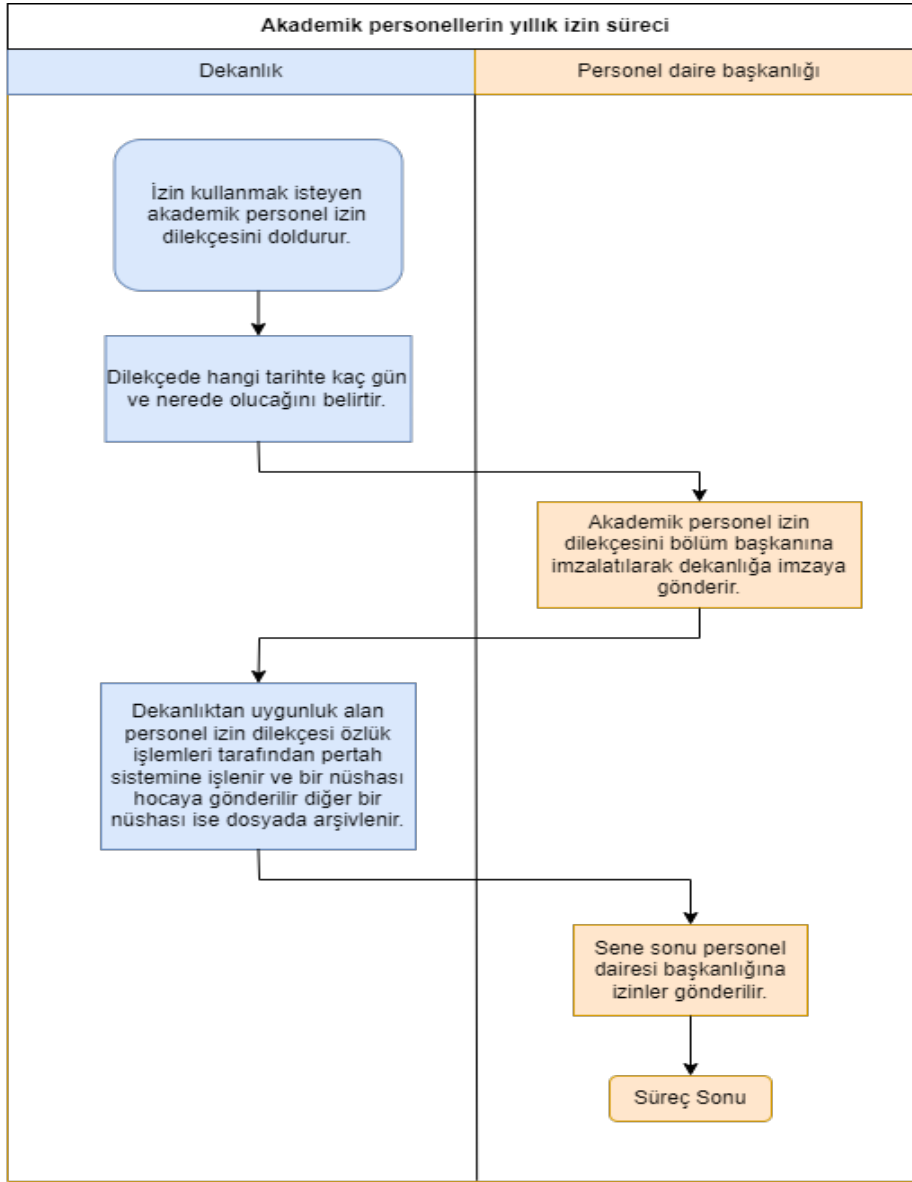 Akademik personellerin yıllık izin süreci
Dekanlık
Personel daire başkanlığı
İzin kullanmak isteyen
akademik personel izin
dilekçesini doldurur.
Dilekçede hangi tarihte kaç gün
ve nerede olucağını belirtir.
Akademik personel izin
dilekçesini bölüm başkanına
imzalatılarak dekanlığa imzaya
gönderir.
Dekanlıktan uygunluk alan
personel izin dilekçesi özlük
işlemleri tarafından pertah
sistemine işlenir ve bir nüshası
hocaya gönderilir diğer bir
nüshası ise dosyada arşivlenir.
Sene sonu personel
dairesi başkanlığına
izinler gönderilir.
Süreç Sonu